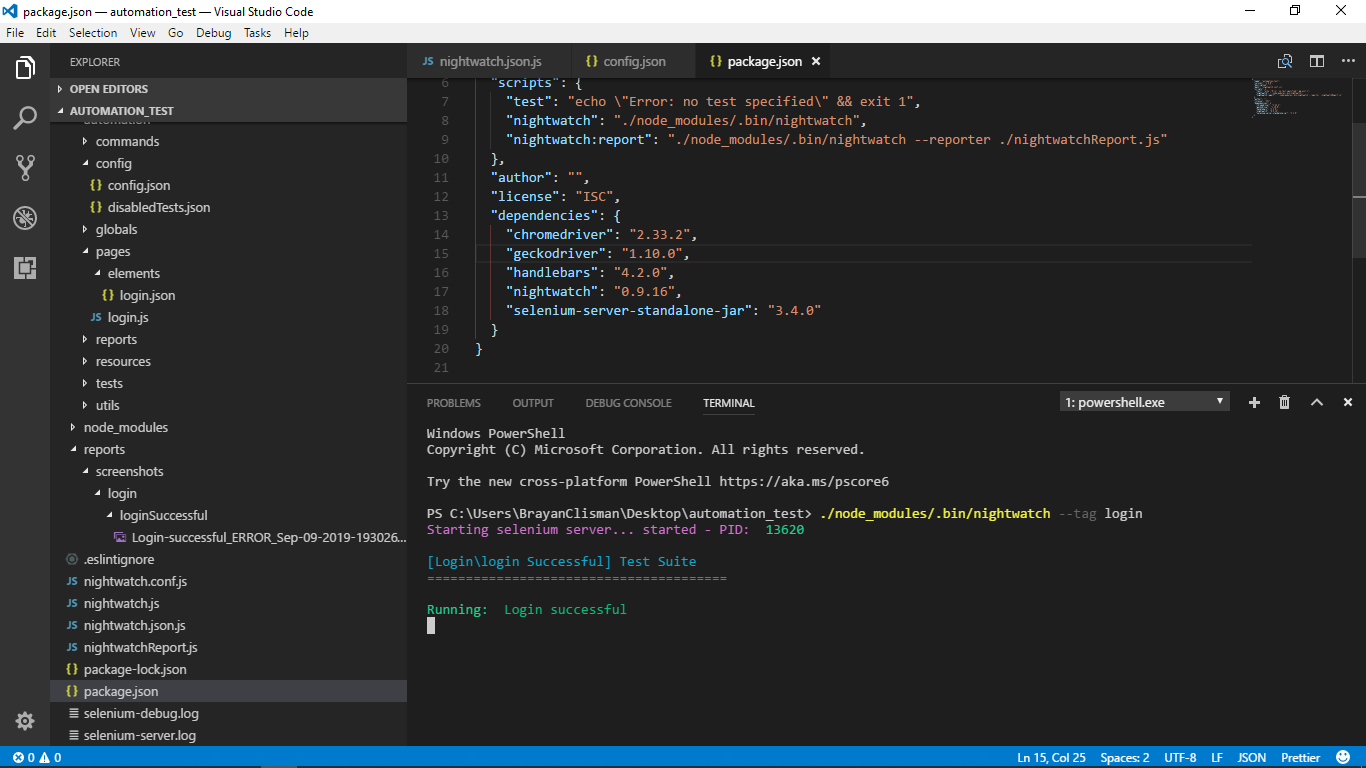 package.json — automation_test — Visual Studio Code
File Edit Selection View Go Debug Tasks Help
EXPLORER
OPEN EDITORS
AUTOMATION_TEST
automation
commands
config
{} config.json
{} disabledTests.json
globals
pages
elements
{} login.json
JS login.js
reports
resources
tests
utils
node_modules
reports
screenshots
login
loginSuccessful
Login-successful_ERROR_Sep-09-2019-193026...
.eslintignore
JS nightwatch.conf.js
JS nightwatch.js
JS nightwatch.json.js
JS nightwatchReport.js
{} package-lock.json
{} package.json
selenium-debug.log
selenium-server.log
JS nightwatch.json.js {} config.json {} package.json
6 "scripts": {
7 "test": "echo \"Error: no test specified\" && exit 1",
8 "nightwatch": "./node_modules/.bin/nightwatch",
9 "nightwatch:report": "./node_modules/.bin/nightwatch --reporter ./nightwatchReport.js"
10 },
11 "author": "",
12 "license": "ISC",
13 "dependencies": {
14 "chromedriver": "2.33.2",
15 "geckodriver": "1.10.0",
16 "handlebars": "4.2.0",
17 "nightwatch": "0.9.16",
18 "selenium-server-standalone-jar": "3.4.0"
19 }
20 }
21
PROBLEMS OUTPUT DEBUG CONSOLE TERMINAL 1: powershell.exe
Windows PowerShell
Copyright (C) Microsoft Corporation. All rights reserved.
Try the new cross-platform PowerShell https://aka.ms/pscore6
PS C:\Users\BrayanClisman\Desktop\automation_test> ./node_modules/.bin/nightwatch --tag login
Starting selenium server... started - PID: 13620
[Login\login Successful] Test Suite
=======================================
Running: Login successful
0 0 Ln 15, Col 25 Spaces: 2 UTF-8 LF JSON Prettier